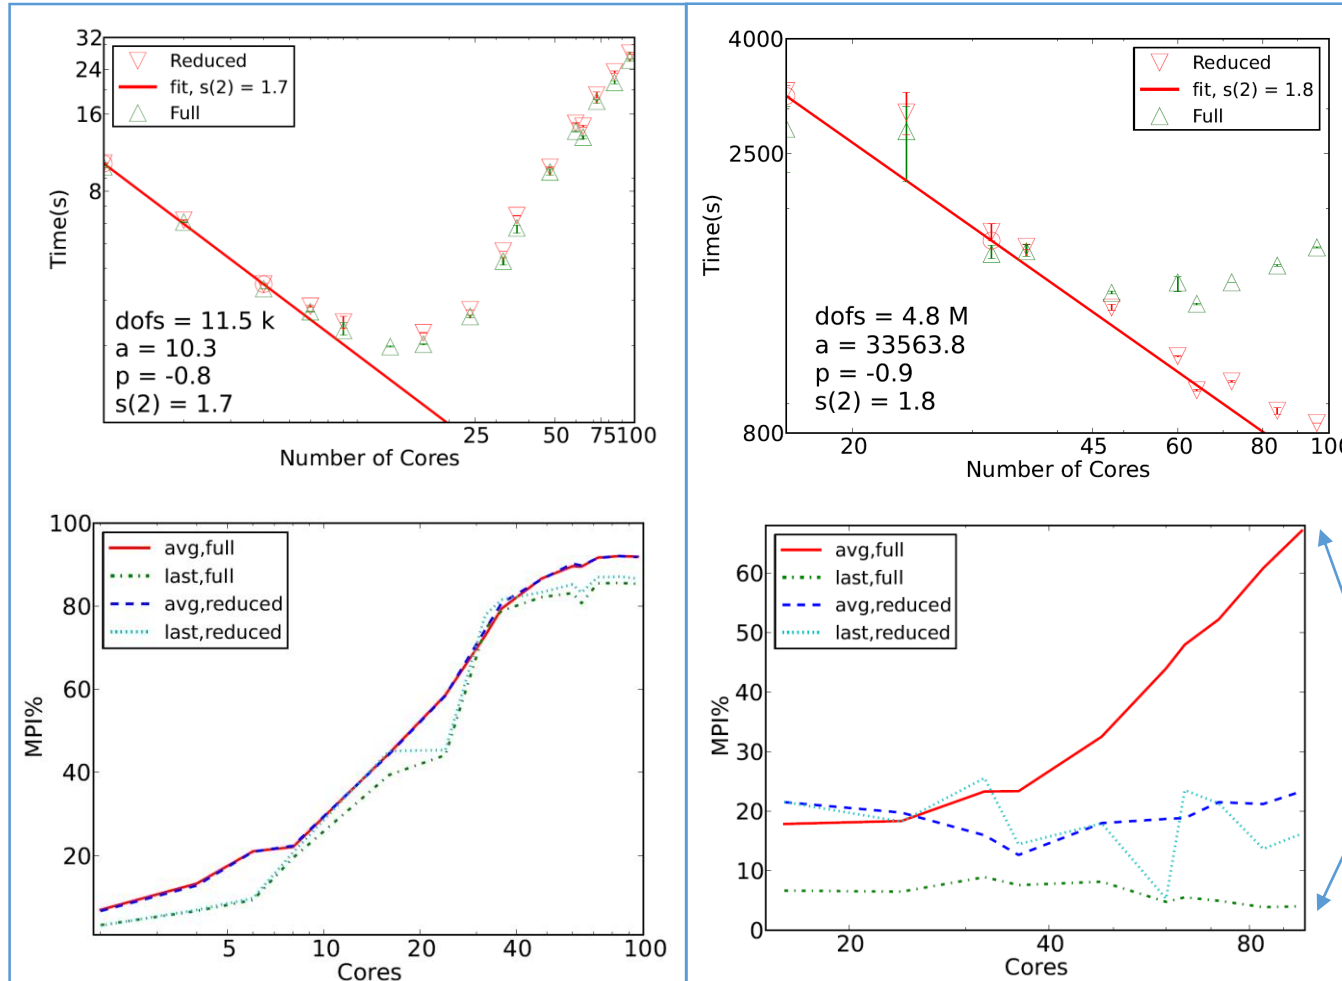 32
24
16
8
Time(s)
Reduced
fit, s(2) = 1.7
Full
dofs = 11.5 k
a = 10.3
p = -0.8
s(2) = 1.7
25 50 75 100
Number of Cores
4000
2500
800
Time(s)
Reduced
fit, s(2) = 1.8
Full
dofs = 4.8 M
a = 33563.8
p = -0.9
s(2) = 1.8
20 45 60 80
Number of Cores
100
80
60
40
20
MPI%
avg,full
last,full
avg,reduced
last,reduced
5 10 20 40 100
Cores
60
50
40
30
20
10
0
MPI%
avg,full
last,full
avg,reduced
last,reduced
20 40 80
Cores